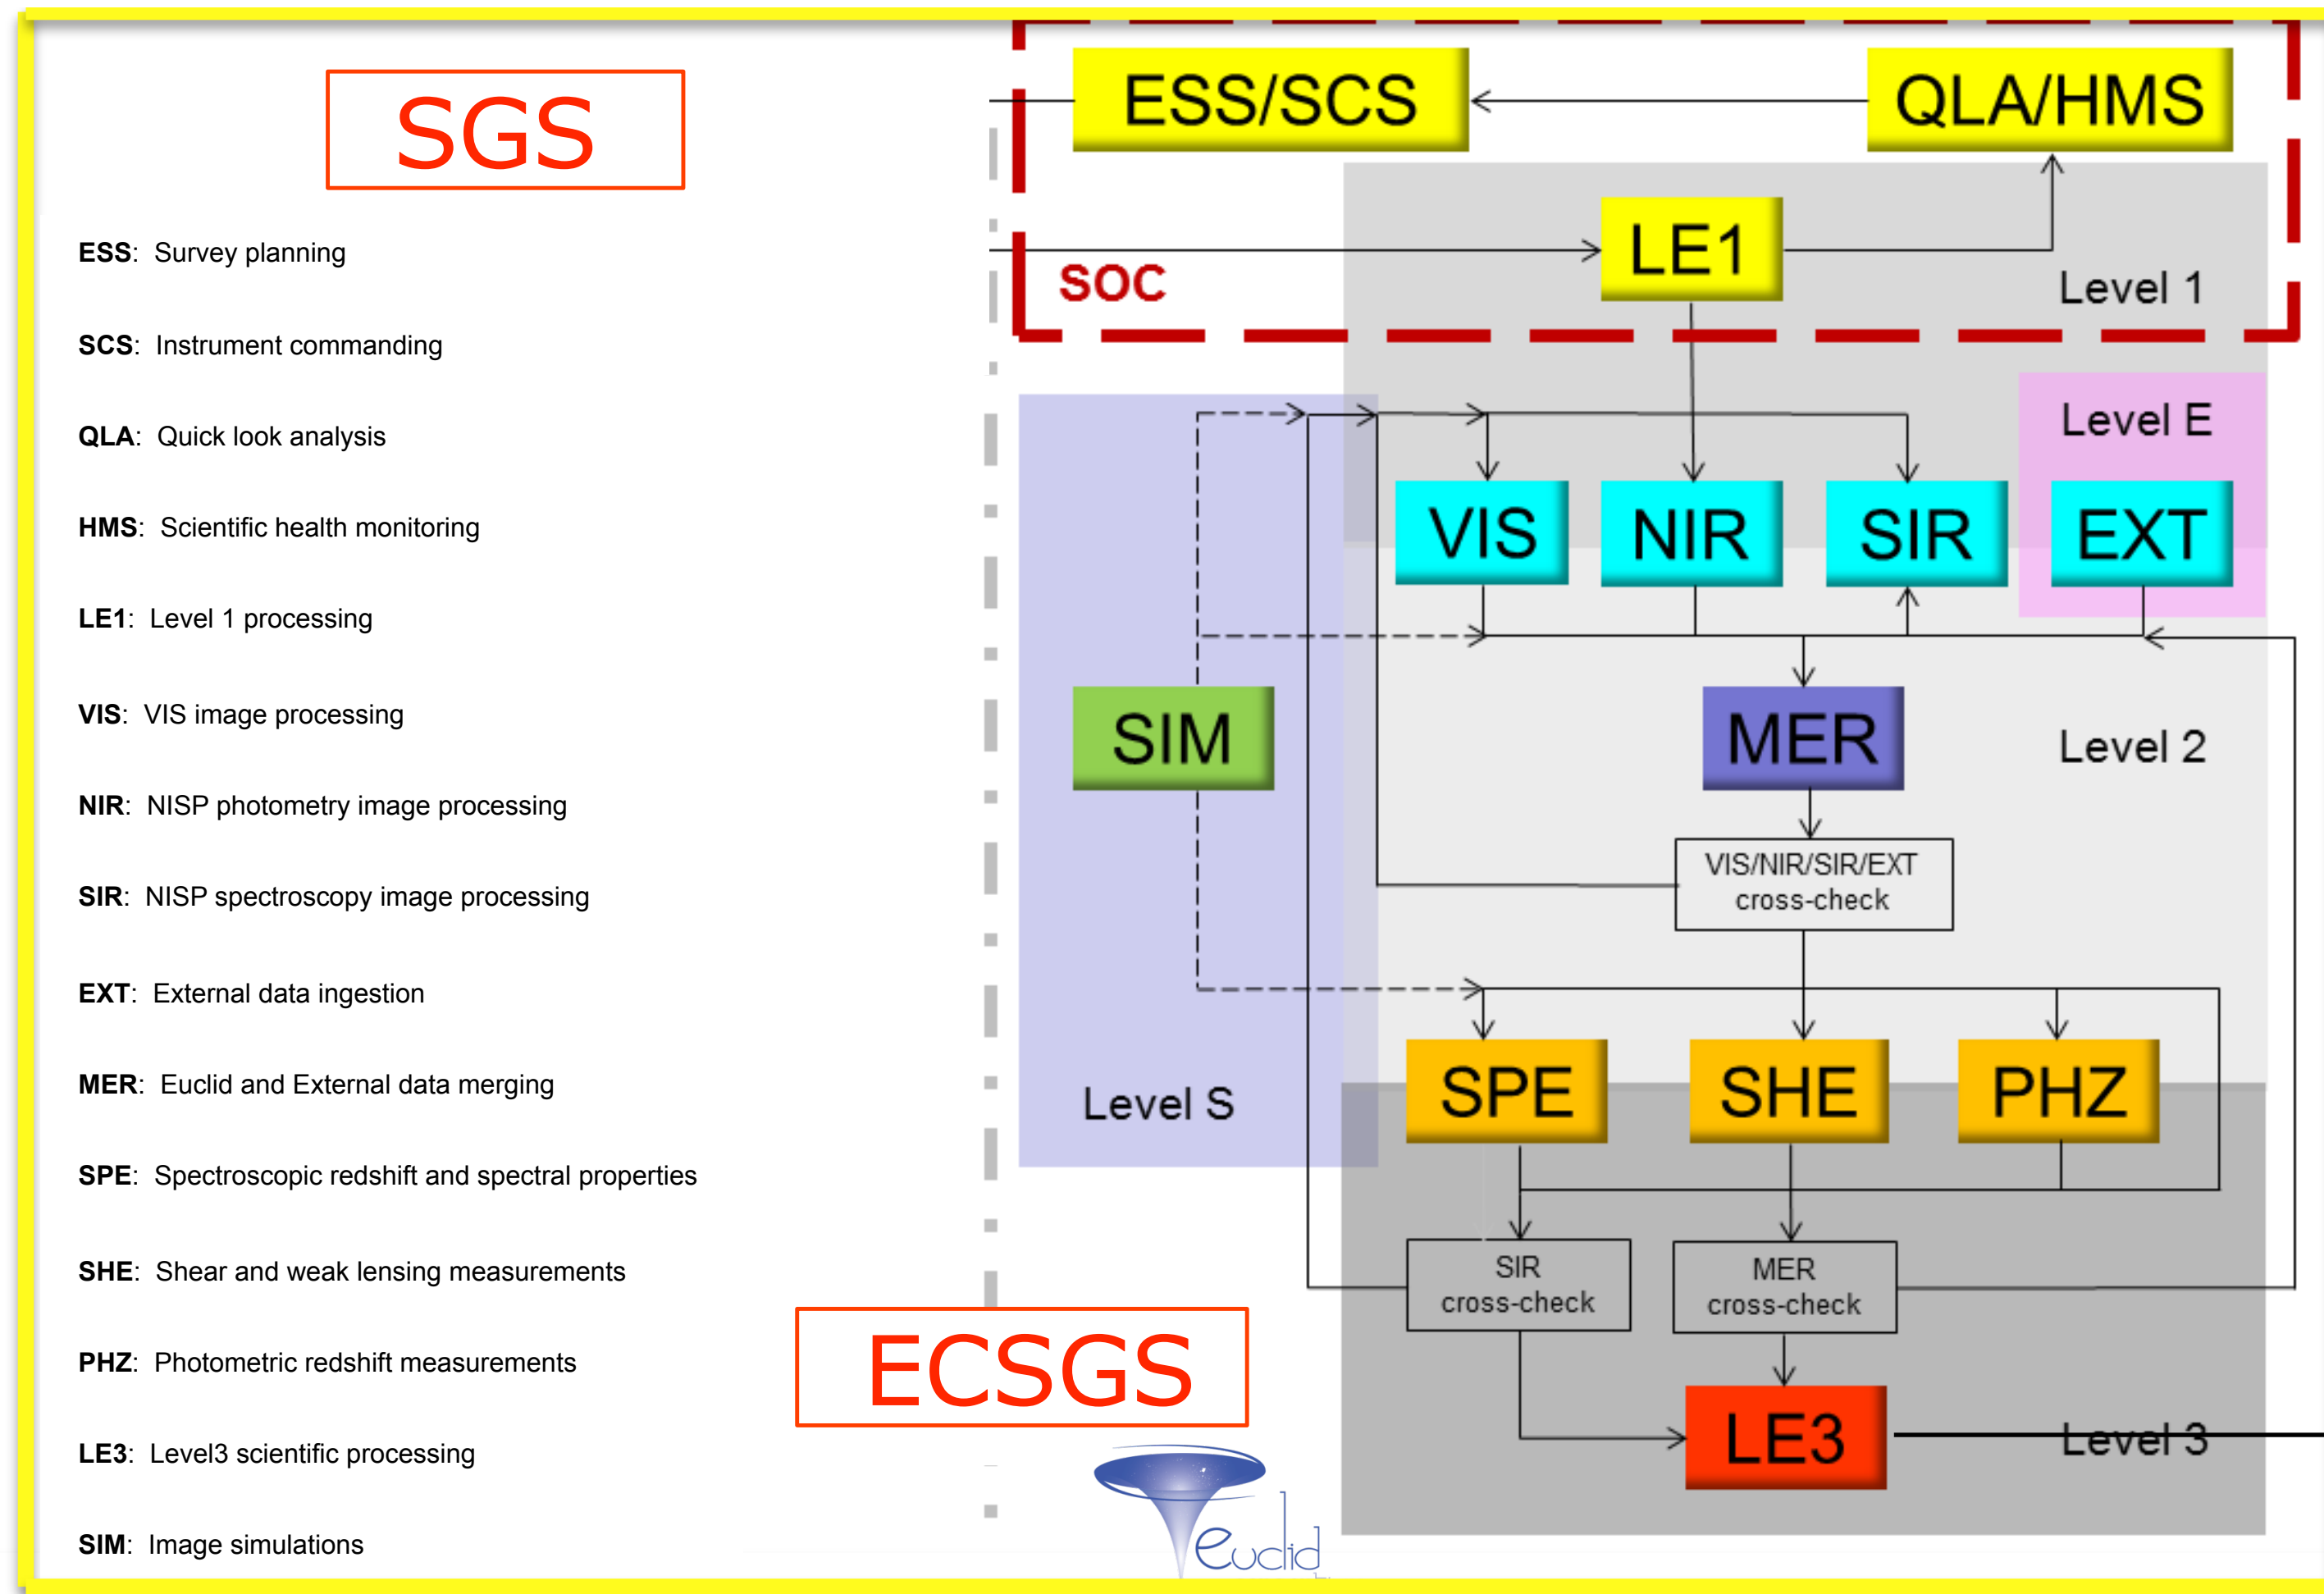 SGS
ESS: Survey planning
SCS: Instrument commanding
QLA: Quick look analysis
HMS: Scientific health monitoring
LE1: Level 1 processing
VIS: VIS image processing
NIR: NISP photometry image processing
SIR: NISP spectroscopy image processing
EXT: External data ingestion
MER: Euclid and External data merging
SPE: Spectroscopic redshift and spectral properties
SHE: Shear and weak lensing measurements
PHZ: Photometric redshift measurements
LE3: Level3 scientific processing
SIM: Image simulations
ECSGS
ESS/SCS
QLA/HMS
LE1
SOC
Level 1
Level E
VIS
NIR
SIR
EXT
SIM
MER
Level 2
VIS/NIR/SIR/EXT
cross-check
Level S
SPE
SHE
PHZ
SIR
cross-check
MER
cross-check
LE3
Level 3
euclid